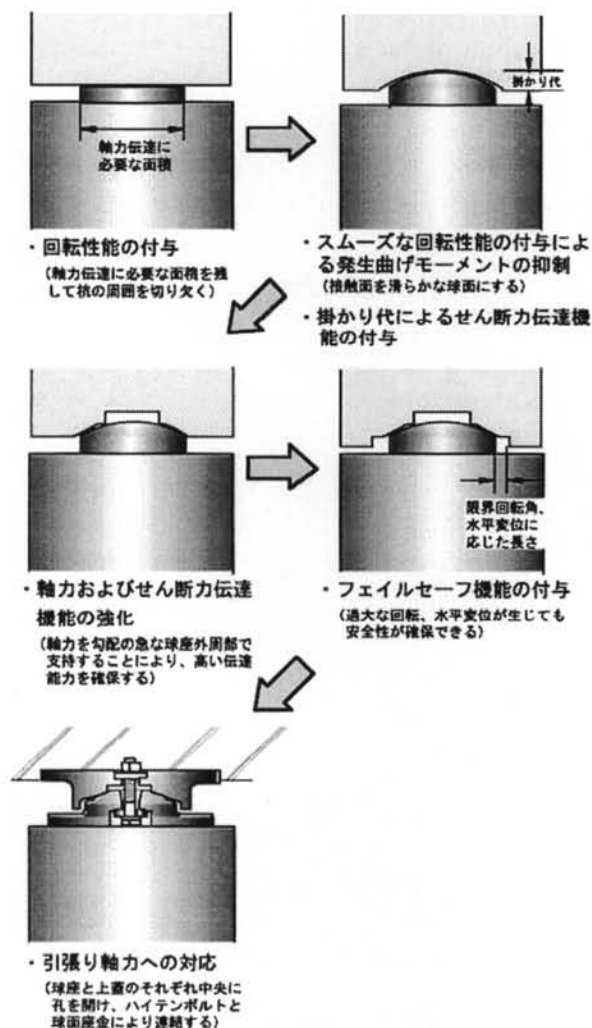 軸力伝達に
必要な面積
掛かり代
・回転性能の付与
(軸力伝達に必要な面積を残
して杭の周囲を切り欠く)
・スムーズな回転性能の付与によ
る発生曲げモーメントの抑制
(接触面を滑らかな球面にする)
・掛かり代によるせん断力伝達機
能の付与
限界回転角、
水平変位に
応じた長さ
・軸力およびせん断力伝達
機能の強化
(軸力を勾配の急な球座外周部で
支持することにより、高い伝達
能力を確保する)
・フェイルセーフ機能の付与
(過大な回転、水平変位が生じても
安全性が確保できる)
・引張り軸力への対応
(球座と上蓋のそれぞれ中央に
孔を開け、ハイテンボルトと
球面座金により連結する)